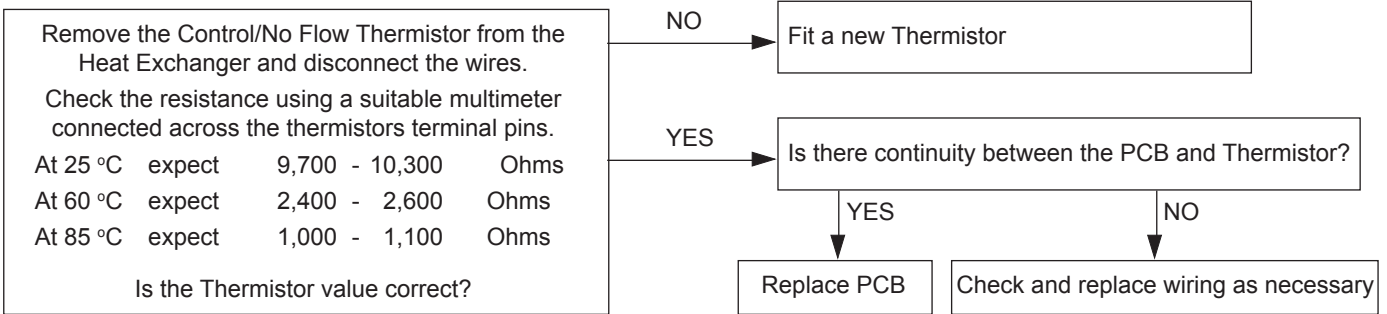 Remove the Control/No Flow Thermistor from the
Heat Exchanger and disconnect the wires.
Check the resistance using a suitable multimeter
connected across the thermistors terminal pins.
At 25 °C expect 9,700 - 10,300 Ohms
At 60 °C expect 2,400 - 2,600 Ohms
At 85 °C expect 1,000 - 1,100 Ohms
Is the Thermistor value correct?
NO
Fit a new Thermistor
YES
Is there continuity between the PCB and Thermistor?
YES
Replace PCB
NO
Check and replace wiring as necessary